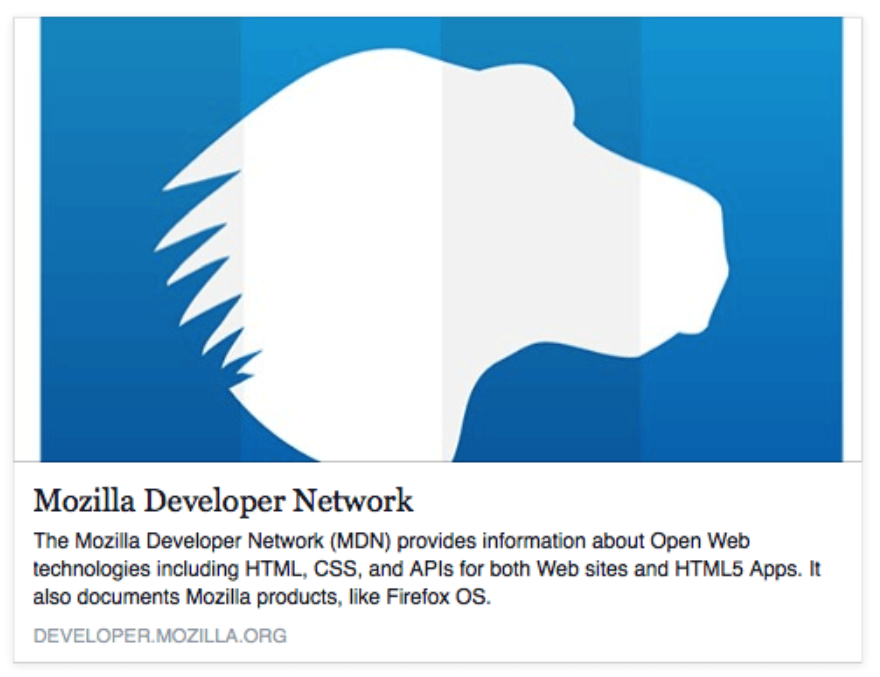 Mozilla Developer Network
The Mozilla Developer Network (MDN) provides information about Open Web
technologies including HTML, CSS, and APIs for both Web sites and HTML5 Apps. It
also documents Mozilla products, like Firefox OS.
DEVELOPER.MOZILLA.ORG